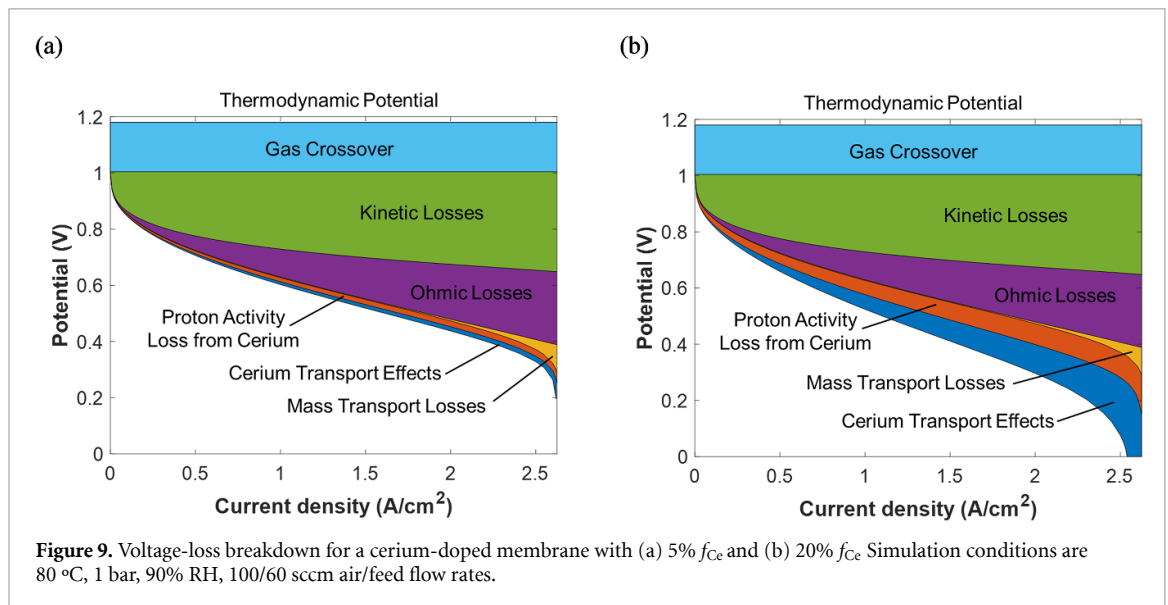 (a)
Thermodynamic Potential
1.2
1
0.8
0.6
0.4
0.2
0
Potential (V)
Gas Crossover
Kinetic Losses
Ohmic Losses
Proton Activity
Loss from Cerium
Cerium Transport Effects
Mass Transport Losses
0 0.5 1 1.5 2 2.5
Current density (A/cm²)
(b)
Thermodynamic Potential
1.2
1
0.8
0.6
0.4
0.2
0
Potential (V)
Gas Crossover
Kinetic Losses
Ohmic Losses
Proton Activity
Loss from Cerium
Mass Transport Losses
Cerium Transport Effects
0 0.5 1 1.5 2 2.5
Current density (A/cm²)
Figure 9. Voltage-loss breakdown for a cerium-doped membrane with (a) 5% fCe and (b) 20% fCe Simulation conditions are
80 ºC, 1 bar, 90% RH, 100/60 sccm air/feed flow rates.